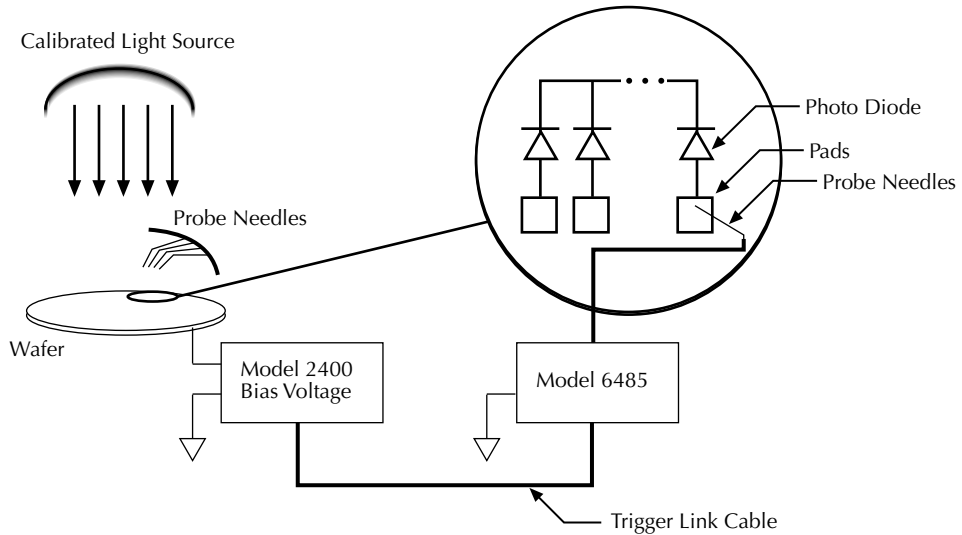 Calibrated Light Source
Photo Diode
Pads
Probe Needles
Probe Needles
Wafer
Model 2400
Bias Voltage
Model 6485
Trigger Link Cable